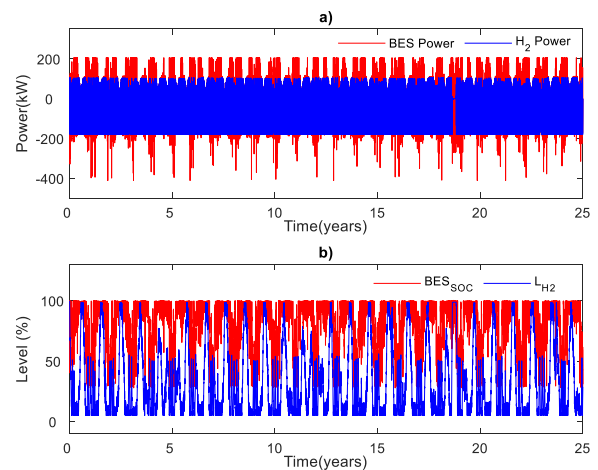 a)
BES Power H2 Power
200
0
-200
-400
Power(kW)
0 5 10 15 20 25
Time(years)
b)
BESSOC LH2
100
50
0
Level (%)
0 5 10 15 20 25
Time(years)